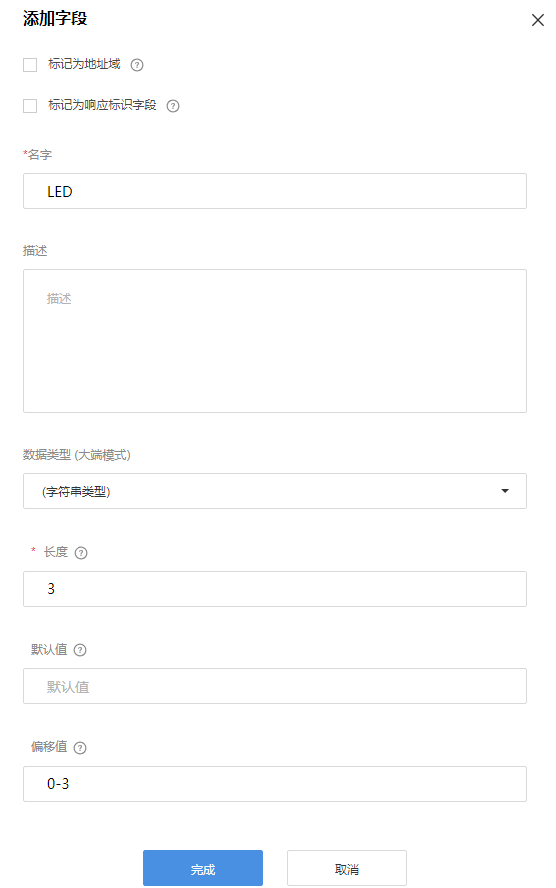 添加字段
标记为地址域 ?
标记为响应标识字段 ?
*名字
LED
描述
描述
数据类型 (大端模式)
(字符串类型)
* 长度 ?
3
默认值 ?
默认值
偏移值 ?
0-3
完成 取消